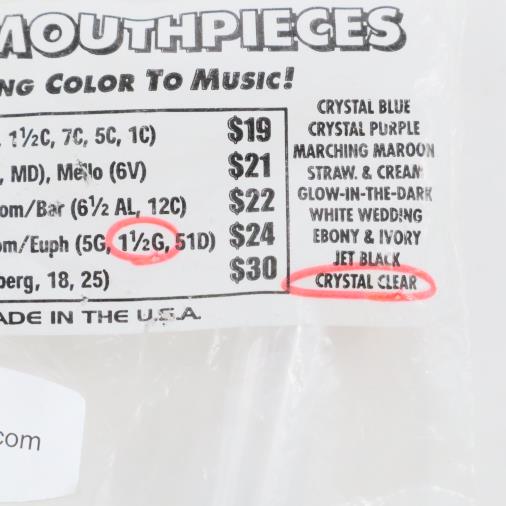 MOUTHPIECES
NG COLOR TO MUSIC!
, 1½C, 7C, 5C, 1C) $19
, MD), Mello (6V) $21
om/Bar (6½ AL, 12C) $22
om/Euph (5G, 1½G, 51D) $24
berg, 18, 25) $30
ADE IN THE U.S.A.
CRYSTAL BLUE
CRYSTAL PURPLE
MARCHING MAROON
STRAW. & CREAM
GLOW-IN-THE-DARK
WHITE WEDDING
EBONY & IVORY
JET BLACK
CRYSTAL CLEAR
com